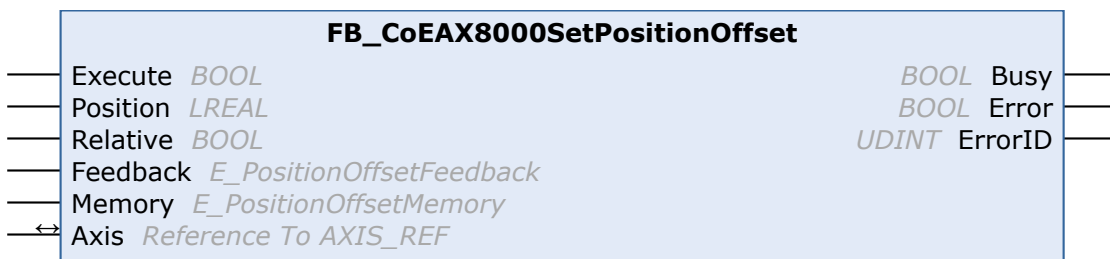 FB_CoEAX8000SetPositionOffset
Execute BOOL BOOL Busy
Position LREAL BOOL Error
Relative BOOL UDINT ErrorID
Feedback E_PositionOffsetFeedback
Memory E_PositionOffsetMemory
↔ Axis Reference To AXIS_REF